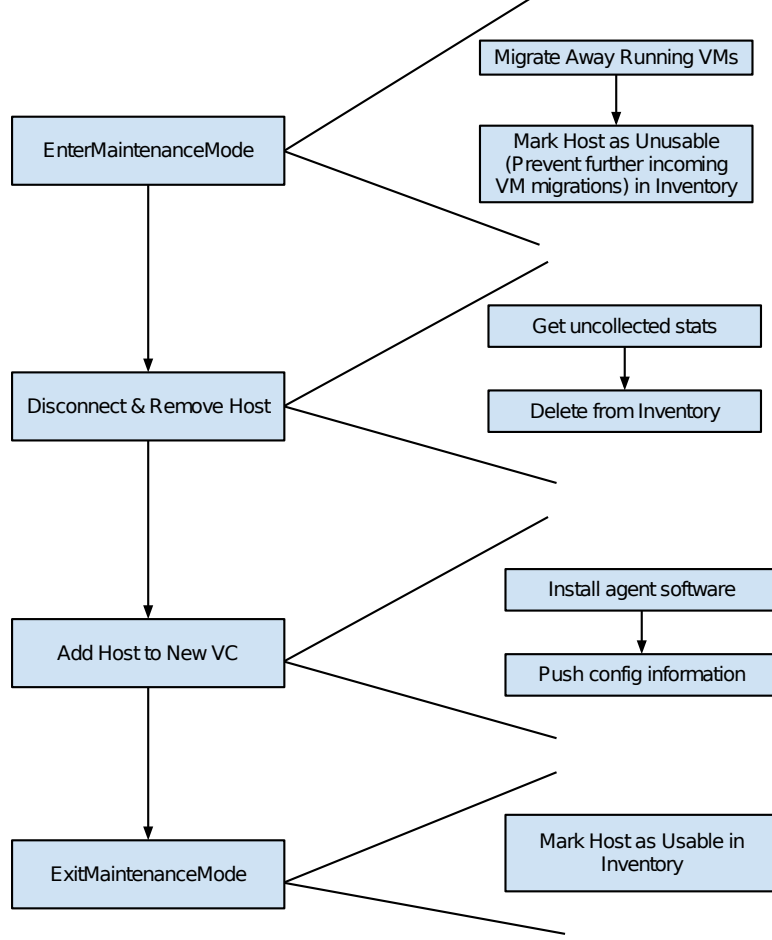 Migrate Away Running VMs
EnterMaintenanceMode
Mark Host as Unusable
(Prevent further incoming
VM migrations) in Inventory
Get uncollected stats
Disconnect & Remove Host
Delete from Inventory
Install agent software
Add Host to New VC
Push config information
ExitMaintenanceMode
Mark Host as Usable in
Inventory